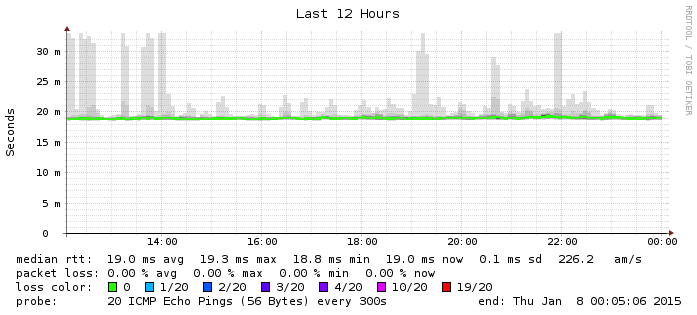 Last 12 Hours
RRDTOOL / TOBI OETIKER
Seconds
30 m
25 m
20 m
15 m
10 m
5 m
0
14:00 16:00 18:00 20:00 22:00 00:00
median rtt: 19.0 ms avg 19.3 ms max 18.8 ms min 19.0 ms now 0.1 ms sd 226.2 am/s
packet loss: 0.00 % avg 0.00 % max 0.00 % min 0.00 % now
loss color: 0 1/20 2/20 3/20 4/20 10/20 19/20
probe: 20 ICMP Echo Pings (56 Bytes) every 300s end: Thu Jan 8 00:05:06 2015